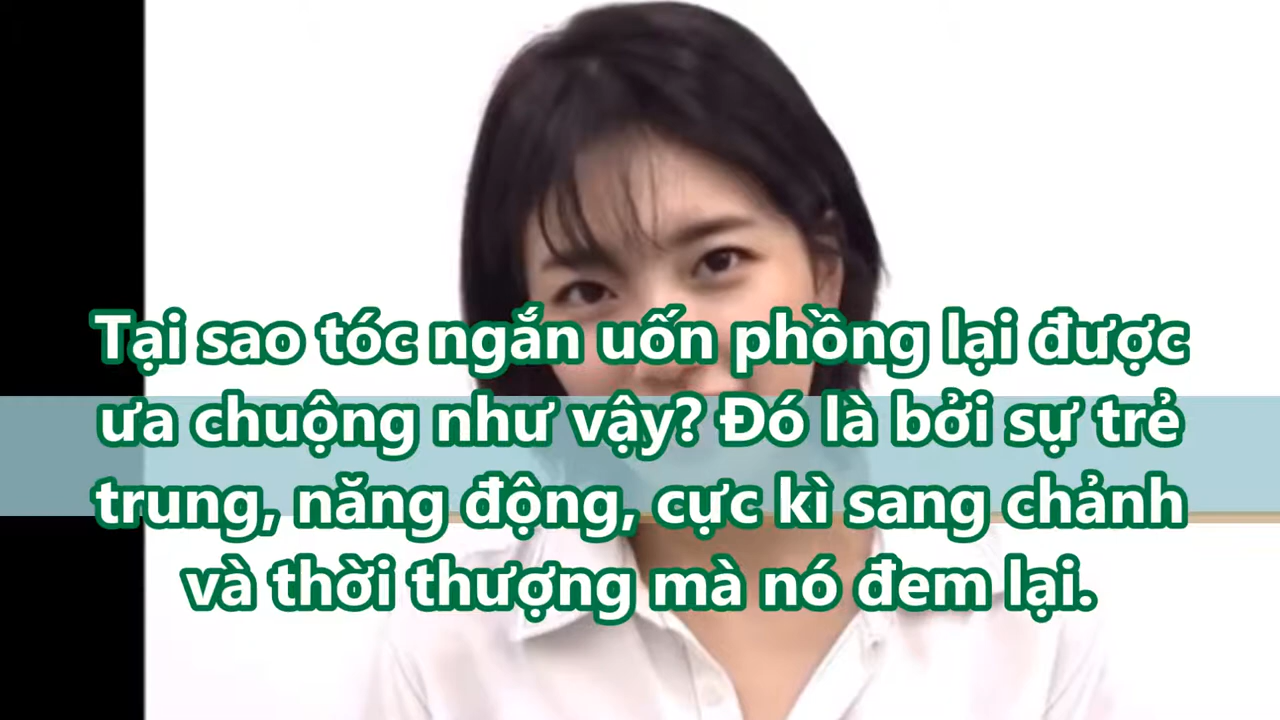 Tại sao tóc ngắn uốn phồng lại được
ưa chuộng như vậy? Đó là bởi sự trẻ
trung, năng động, cực kì sang chảnh
và thời thượng mà nó đem lại.